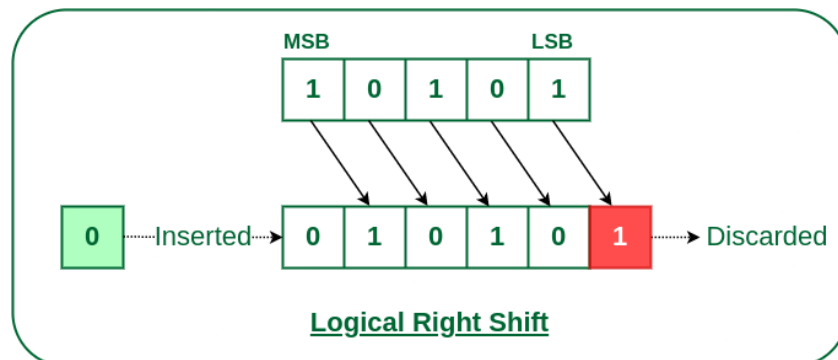 MSB LSB
1 0 1 0 1
0 Inserted 0 1 0 1 0 1 Discarded
Logical Right Shift